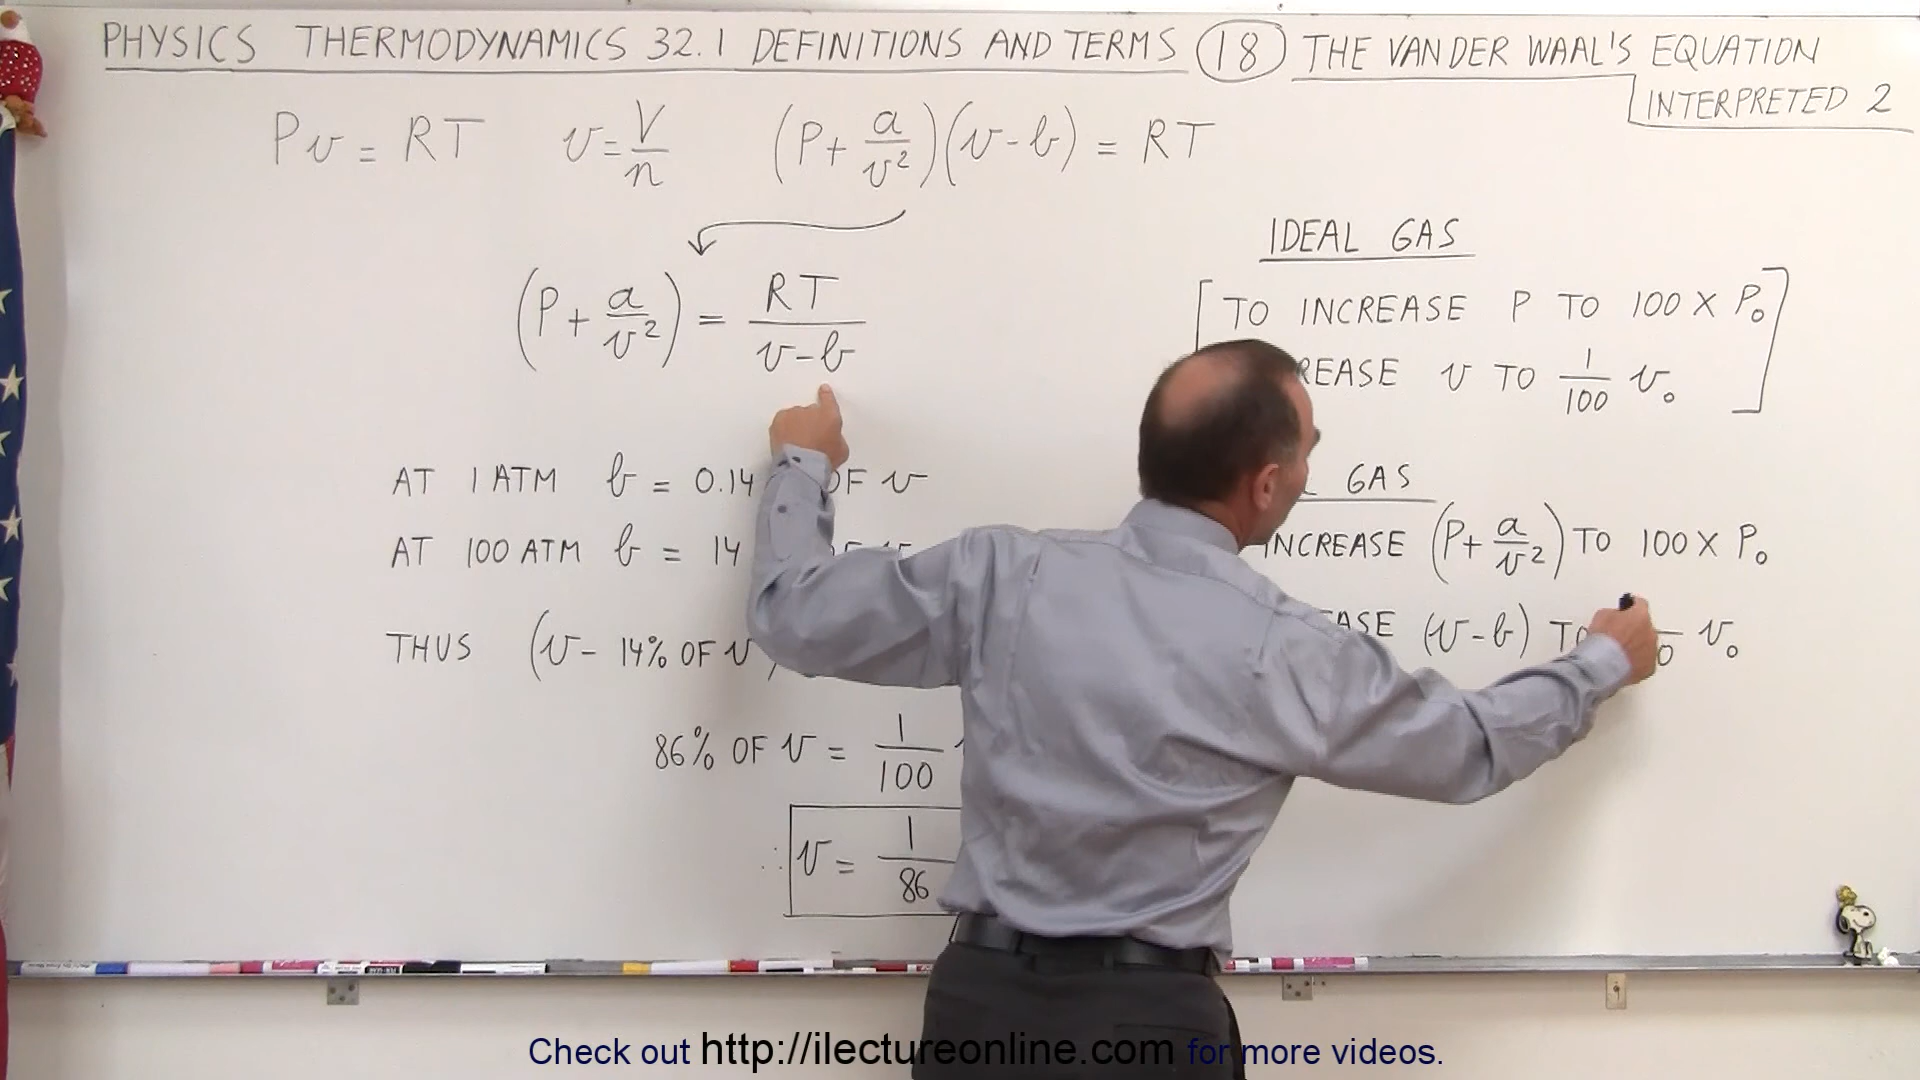 PHYSICS THERMODYNAMICS 32.1 DEFINITIONS AND TERMS 18 THE VAN DER WAAL'S EQUATION
INTERPRETED 2
Pv = RT v = V/n (P + a/v²)(v - b) = RT
(P + a/v²) = RT/(v - b)
AT 1 ATM b = 0.14 OF v
AT 100 ATM b = 14 OF v
THUS (v - 14% OF v)
86% OF v = 1/100
∴ v = 1/86
IDEAL GAS
[TO INCREASE P TO 100 X P₀
REASE v TO 1/100 v₀]
GAS
INCREASE (P + a/v²) TO 100 X P₀
EASE (v - b) TO v₀
Check out http://ilectureonline.com for more videos.